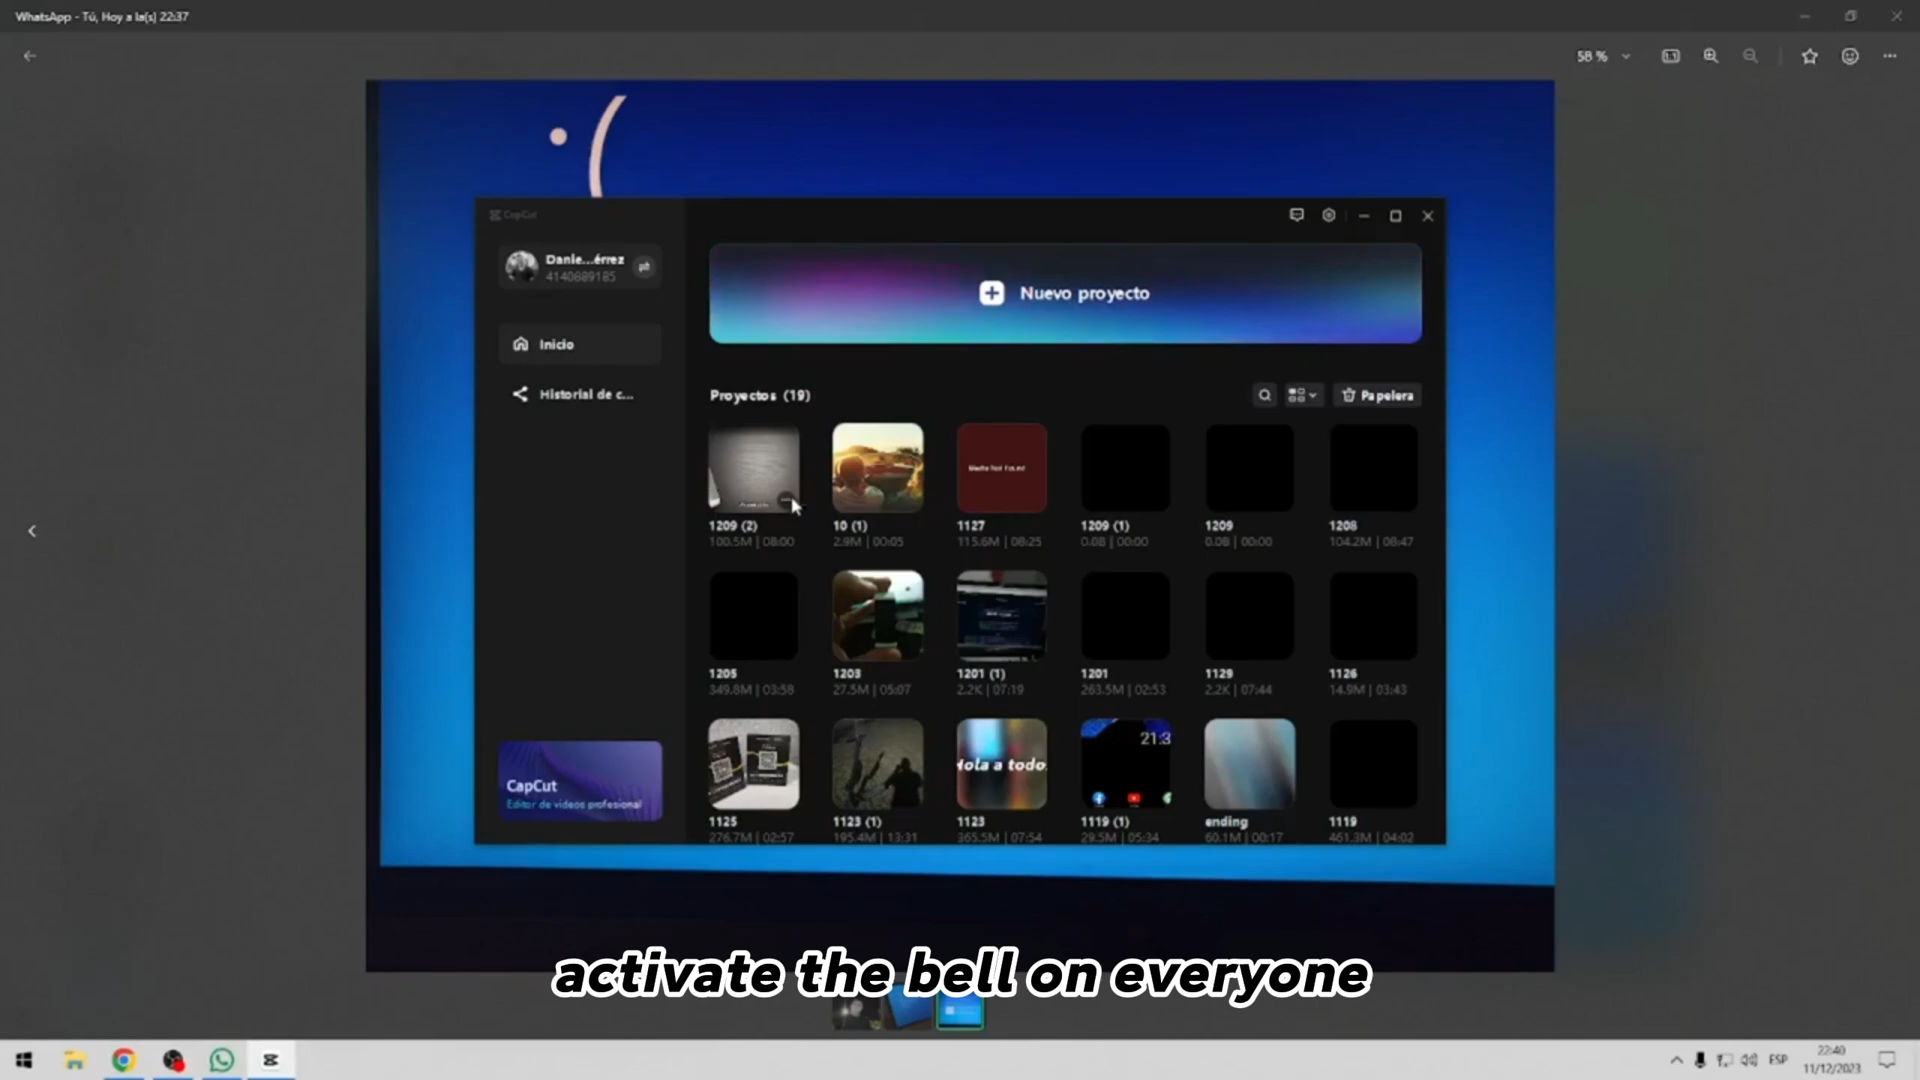 WhatsApp - Tú, Hoy a la(s) 22:37
58 %
CapCut
Danie...érrez
4140889185
Nuevo proyecto
Inicio
Historial de c...
Proyectos (19)
Papelera
Media Not Found
1209 (2)
10 (1)
1127
1209 (1)
1209
1208
100.5M | 08:00
2.9M | 00:05
115.6M | 08:25
0.0B | 00:00
0.0B | 00:00
104.2M | 08:47
1205
1203
1201 (1)
1201
1129
1126
349.8M | 03:58
27.5M | 05:07
2.2K | 07:19
263.5M | 02:53
2.2K | 07:44
14.9M | 03:43
Hola a todo
21:3
CapCut
Editor de videos profesional
1125
1123 (1)
1123
1119 (1)
ending
1119
276.7M | 02:57
195.4M | 13:31
365.5M | 07:54
29.5M | 05:34
60.1M | 00:17
461.3M | 04:02
activate the bell on everyone
ESP
22:40
11/12/2023